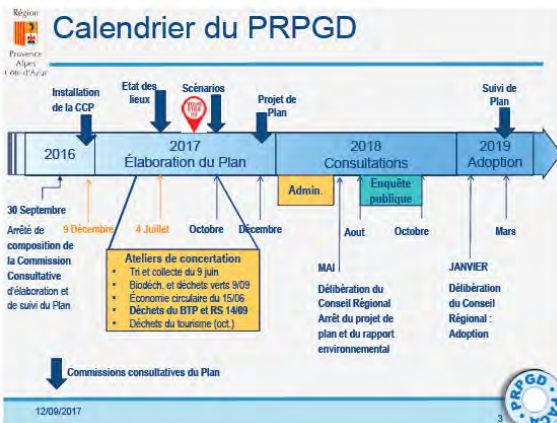 Région
Provence
Alpes
Côte d'Azur
Calendrier du PRPGD
Installation
de la CCP
Etat des
lieux
Scénarios
Projet de
Plan
Suivi de
Plan
2016
2017
Élaboration du Plan
2018
Consultations
2019
Adoption
Admin.
Enquête
publique
30 Septembre
Arrêté de
composition de
la Commission
Consultative
d'élaboration et
de suivi du Plan
9 Décembre
4 Juillet
Octobre
Décembre
Aout
Octobre
Mars
Ateliers de concertation
• Tri et collecte du 9 juin
• Biodéch. et déchets verts 9/09
• Économie circulaire du 15/06
• Déchets du BTP et RS 14/09
• Déchets du tourisme (oct.)
MAI
Délibération du
Conseil Régional
Arrêt du projet de
plan et du rapport
environnemental
JANVIER
Délibération
du Conseil
Régional :
Adoption
Commissions consultatives du Plan
12/09/2017
3
PRPGD
PACA